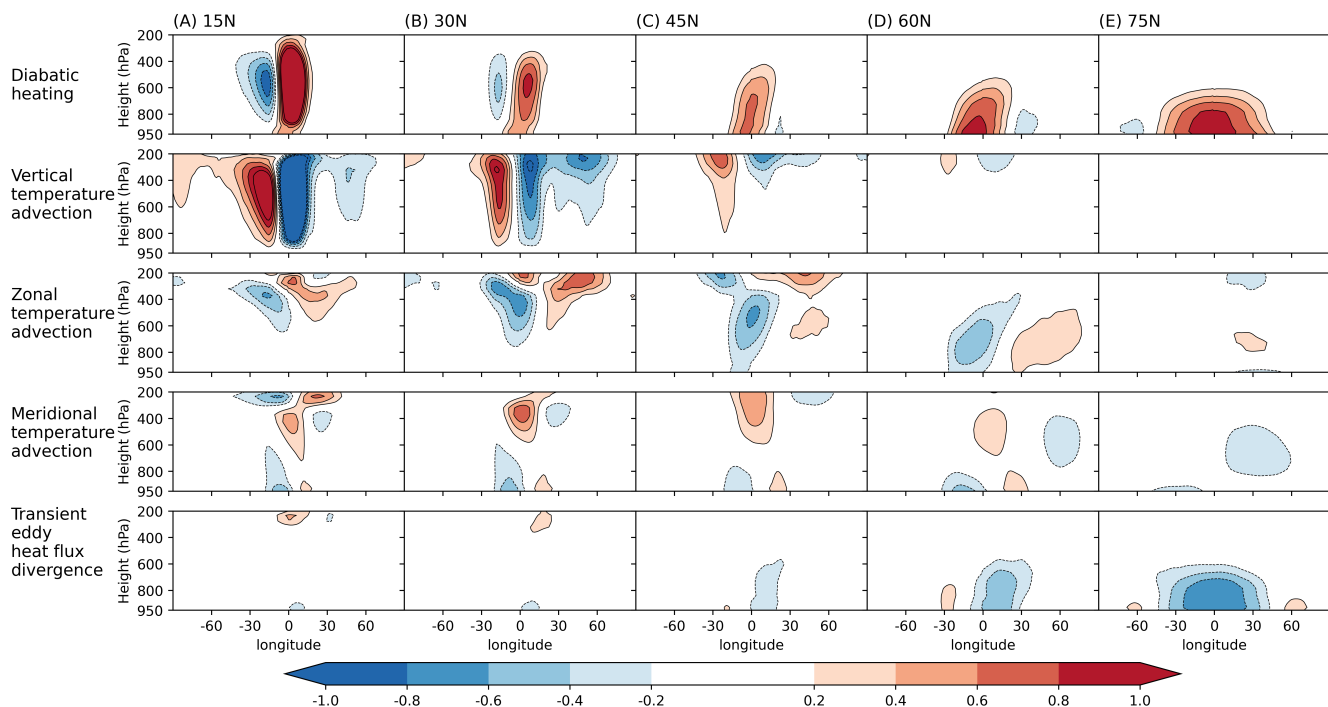 (A) 15N (B) 30N (C) 45N (D) 60N (E) 75N
Diabatic
heating
Height (hPa)
200
400
600
800
950
Vertical
temperature
advection
Height (hPa)
200
400
600
800
950
Zonal
temperature
advection
Height (hPa)
200
400
600
800
950
Meridional
temperature
advection
Height (hPa)
200
400
600
800
950
Transient
eddy
heat flux
divergence
Height (hPa)
200
400
600
800
950
-60 -30 0 30 60 -60 -30 0 30 60 -60 -30 0 30 60 -60 -30 0 30 60 -60 -30 0 30 60
longitude longitude longitude longitude longitude
-1.0 -0.8 -0.6 -0.4 -0.2 0.2 0.4 0.6 0.8 1.0